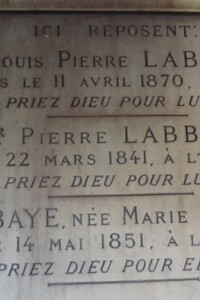 ICI REPOSENT:
OUIS PIERRE LAB
S LE 11 AVRIL 1870,
PRIEZ DIEU POUR LU
R PIERRE LABB
22 MARS 1841, À L'
PRIEZ DIEU POUR LU
BAYE, NÉE MARIE
14 MAI 1851, À L
PRIEZ DIEU POUR EL